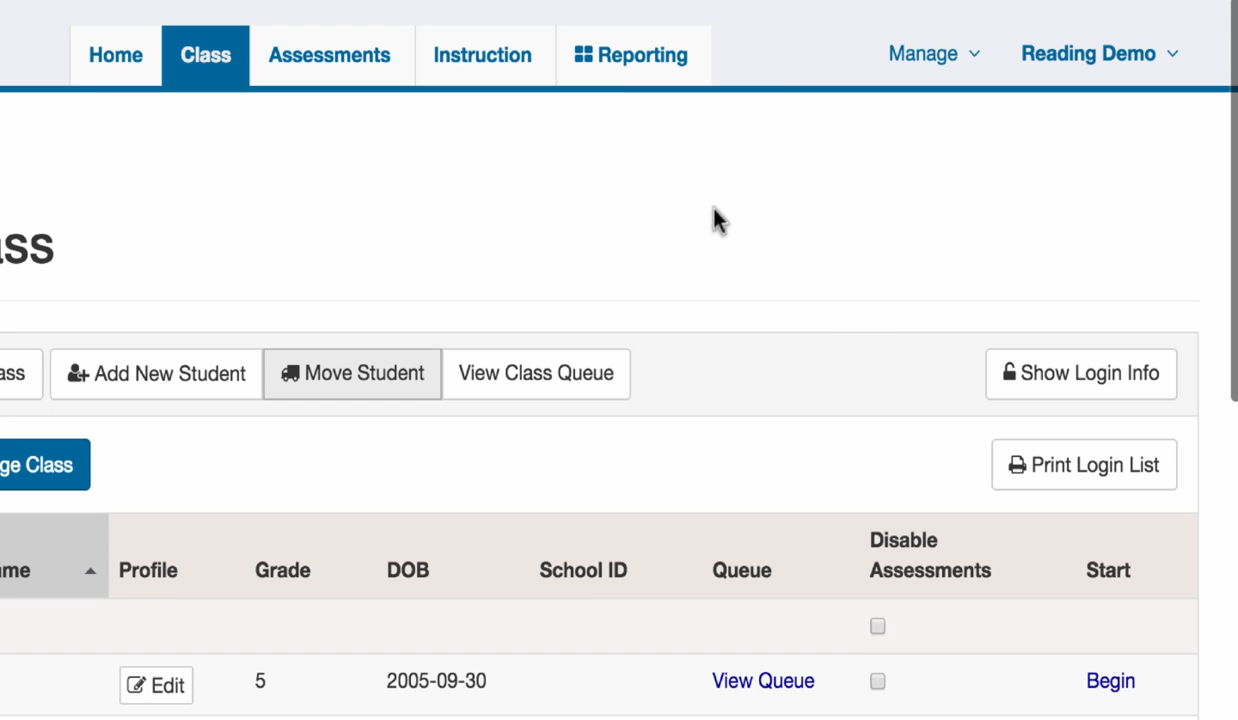 Home Class Assessments Instruction Reporting Manage Reading Demo
ass
ass Add New Student Move Student View Class Queue Show Login Info
ge Class Print Login List
me Profile Grade DOB School ID Queue Disable Assessments Start
Edit 5 2005-09-30 View Queue Begin